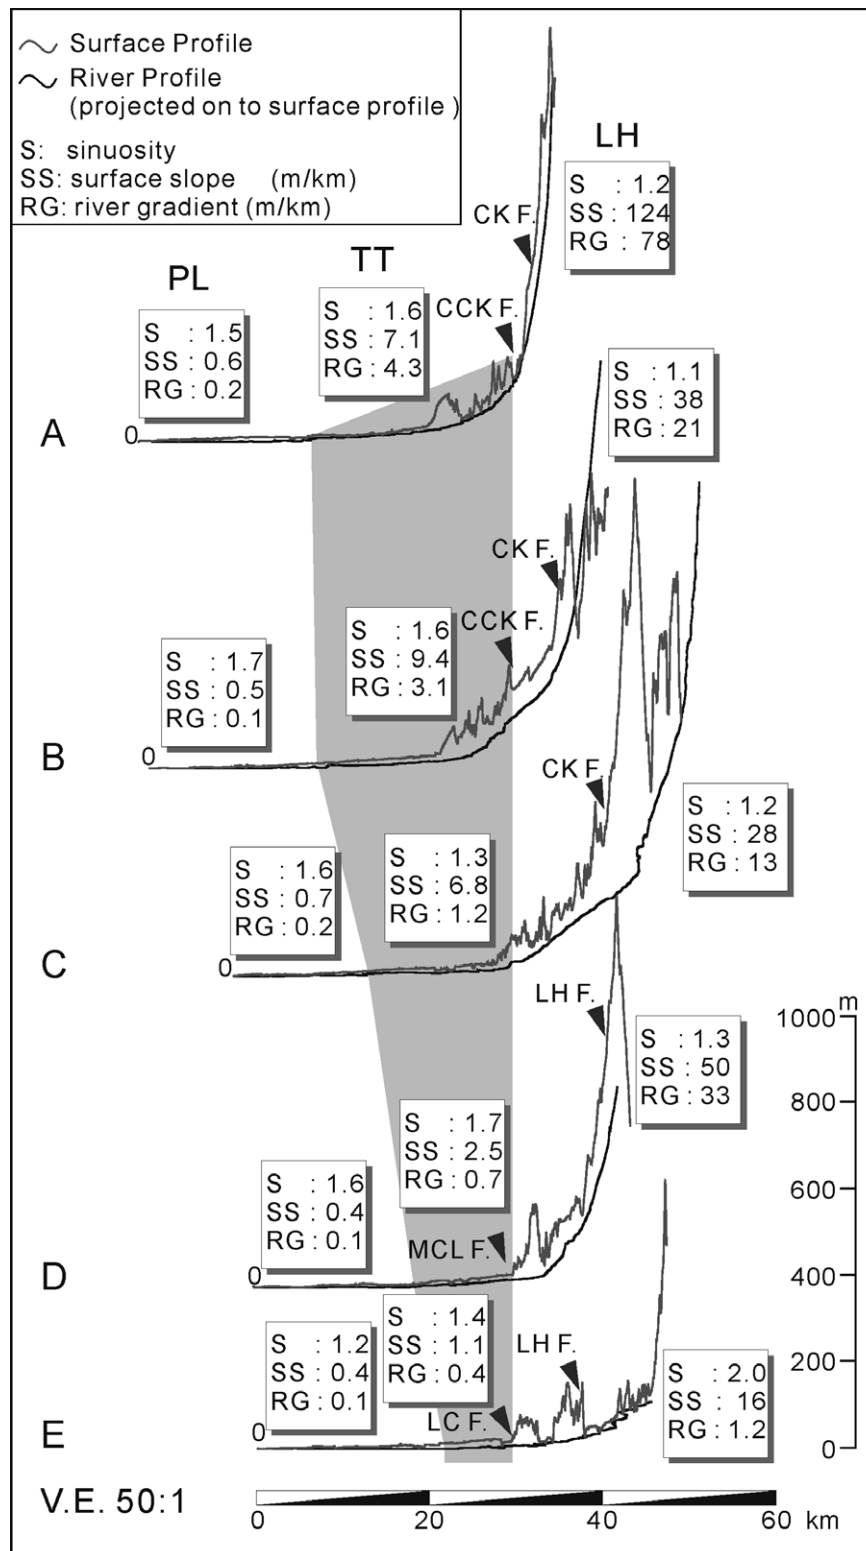 Surface Profile
River Profile
(projected on to surface profile )
S: sinuosity
SS: surface slope (m/km)
RG: river gradient (m/km)
LH
S : 1.2
SS : 124
RG : 78
CK F.
TT
PL
CCK F.
S : 1.6
SS : 7.1
RG : 4.3
S : 1.5
SS : 0.6
RG : 0.2
A
0
S : 1.1
SS : 38
RG : 21
CK F.
CCK F.
S : 1.6
SS : 9.4
RG : 3.1
S : 1.7
SS : 0.5
RG : 0.1
B
0
CK F.
S : 1.2
SS : 28
RG : 13
S : 1.3
SS : 6.8
RG : 1.2
S : 1.6
SS : 0.7
RG : 0.2
C
0
LH F.
S : 1.3
SS : 50
RG : 33
S : 1.7
SS : 2.5
RG : 0.7
S : 1.6
SS : 0.4
RG : 0.1
MCL F.
D
0
S : 1.4
SS : 1.1
RG : 0.4
S : 1.2
SS : 0.4
RG : 0.1
LH F.
S : 2.0
SS : 16
RG : 1.2
LC F.
E
0
m
1000
800
600
400
200
0
V.E. 50:1
0 20 40 60 km